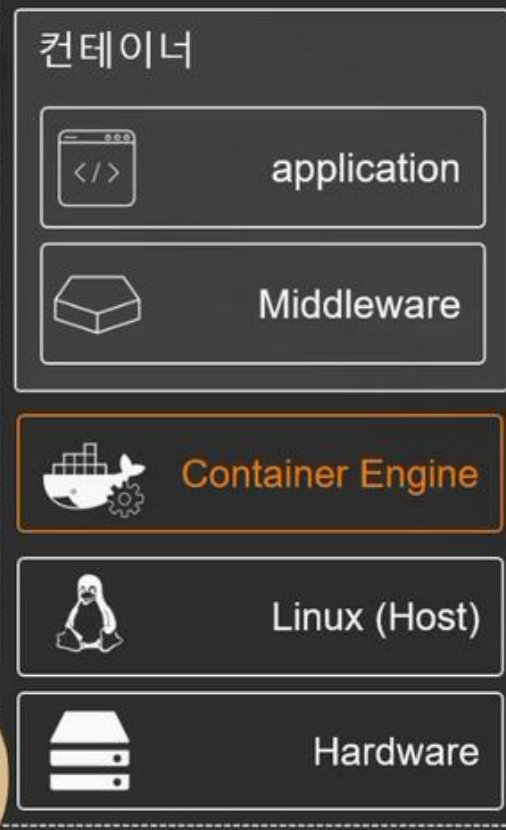 컨테이너
</>
application
Middleware
Container Engine
Linux (Host)
Hardware